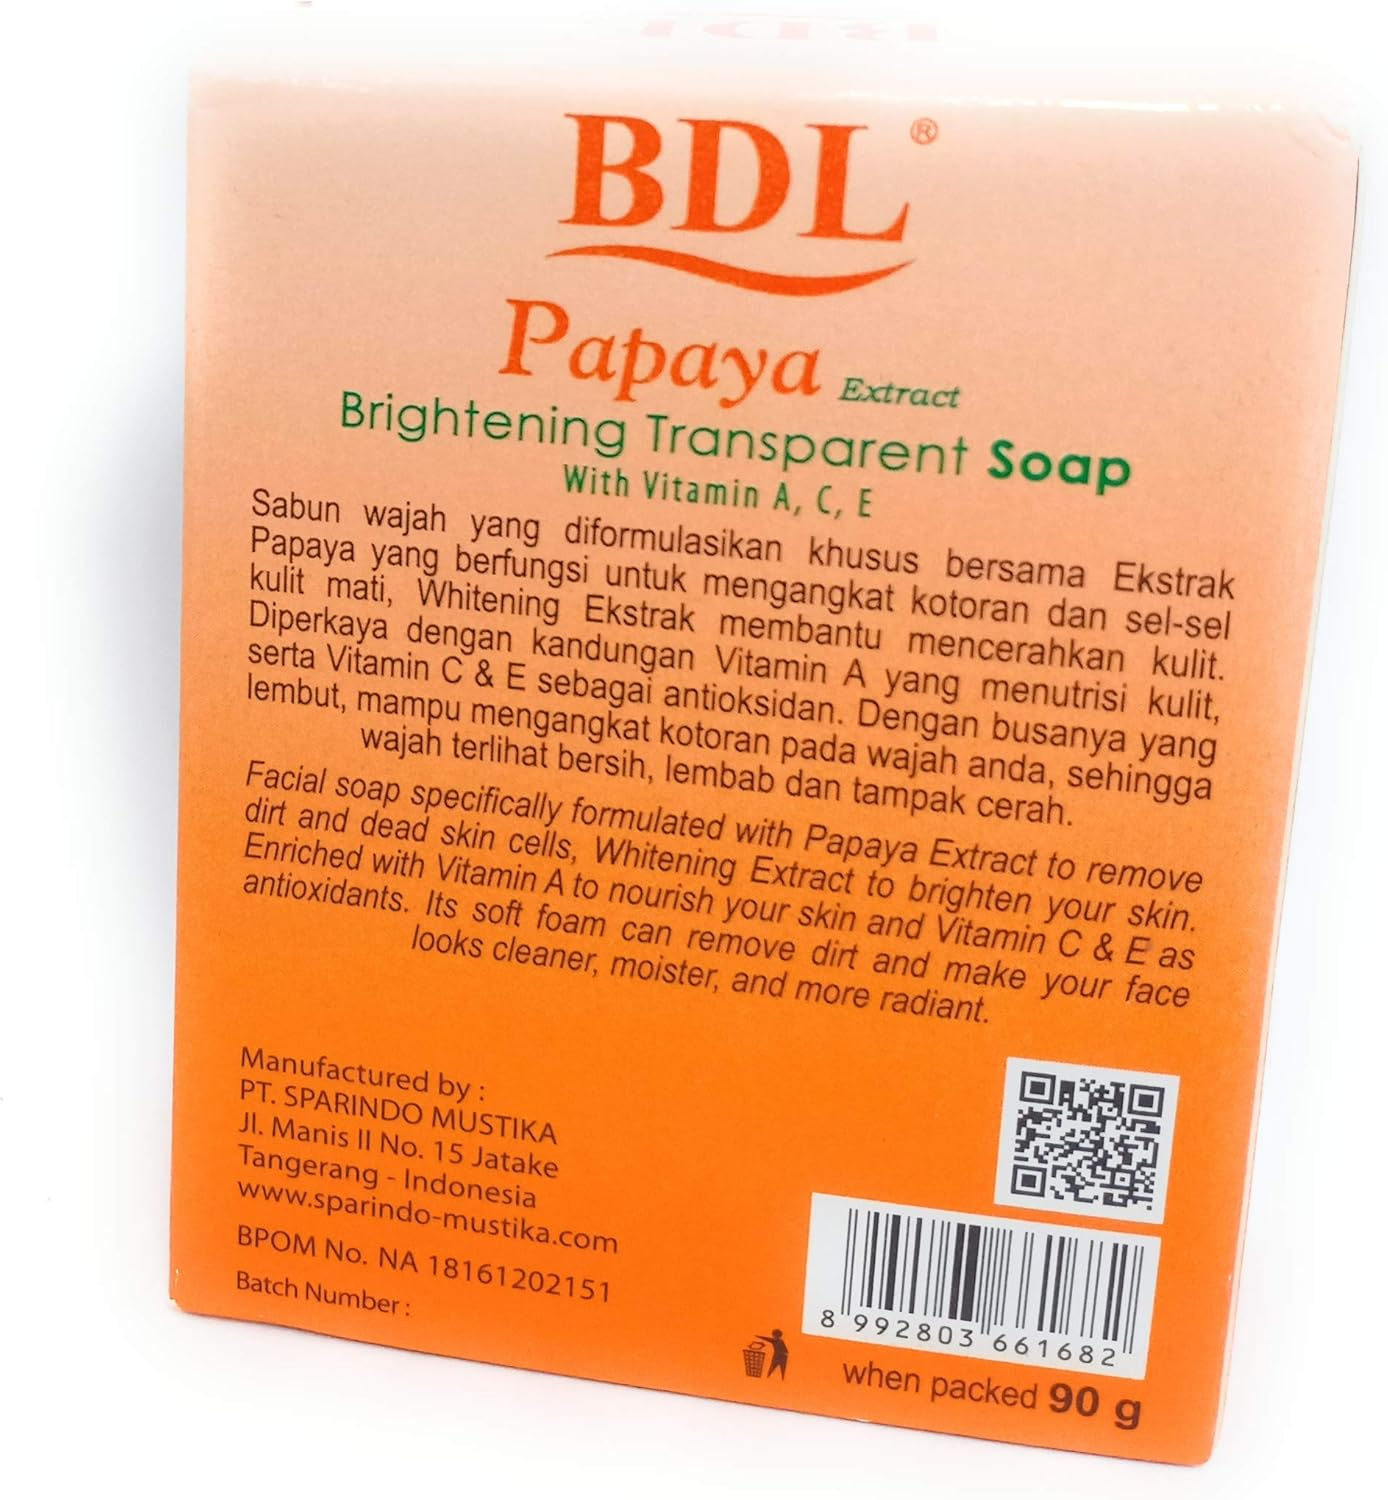 BDL®
Papaya Extract
Brightening Transparent Soap
With Vitamin A, C, E
Sabun wajah yang diformulasikan khusus bersama Ekstrak
Papaya yang berfungsi untuk mengangkat kotoran dan sel-sel
kulit mati, Whitening Ekstrak membantu mencerahkan kulit.
Diperkaya dengan kandungan Vitamin A yang menutrisi kulit,
serta Vitamin C & E sebagai antioksidan. Dengan busanya yang
lembut, mampu mengangkat kotoran pada wajah anda, sehingga
wajah terlihat bersih, lembab dan tampak cerah.
Facial soap specifically formulated with Papaya Extract to remove
dirt and dead skin cells, Whitening Extract to brighten your skin.
Enriched with Vitamin A to nourish your skin and Vitamin C & E as
antioxidants. Its soft foam can remove dirt and make your face
looks cleaner, moister, and more radiant.
Manufactured by :
PT. SPARINDO MUSTIKA
Jl. Manis II No. 15 Jatake
Tangerang - Indonesia
www.sparindo-mustika.com
BPOM No. NA 18161202151
Batch Number :
8 992803 661682
when packed 90 g